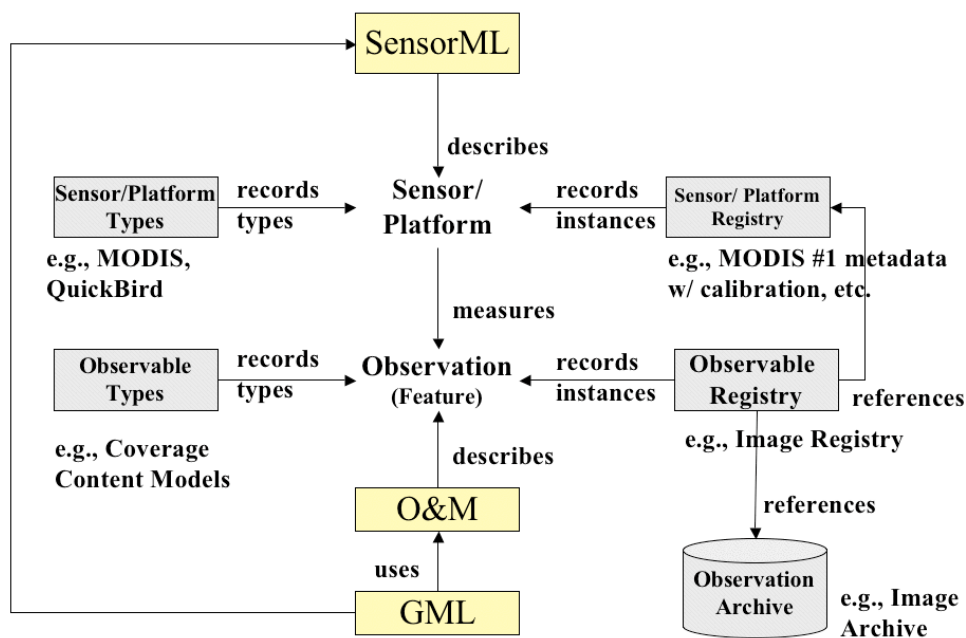 SensorML
describes
Sensor/Platform
Types
records
types
Sensor/
Platform
records
instances
Sensor/ Platform
Registry
e.g., MODIS,
QuickBird
e.g., MODIS #1 metadata
w/ calibration, etc.
measures
Observable
Types
records
types
Observation
(Feature)
records
instances
Observable
Registry
references
e.g., Coverage
Content Models
e.g., Image Registry
describes
O&M
references
uses
GML
Observation
Archive
e.g., Image
Archive